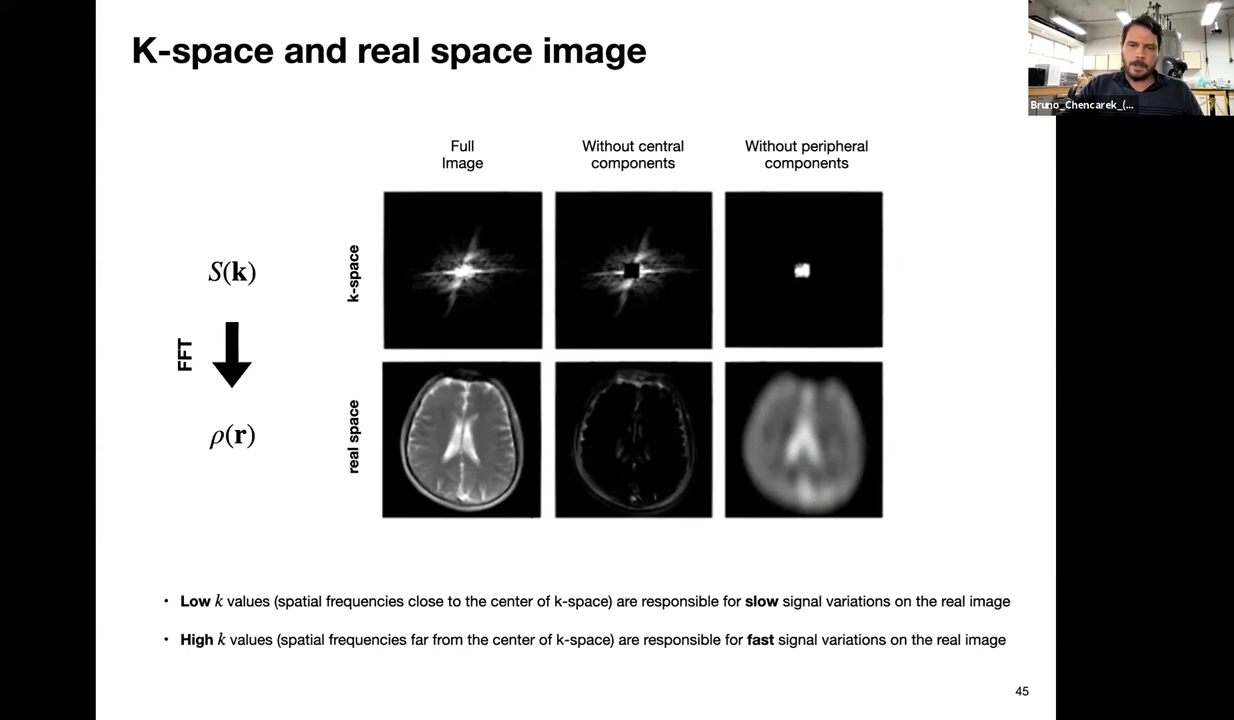 K-space and real space image
Bruno_Chencarek_(...
Full
Image
Without central
components
Without peripheral
components
k-space
S(k)
FFT
ρ(r)
real space
• Low k values (spatial frequencies close to the center of k-space) are responsible for slow signal variations on the real image
• High k values (spatial frequencies far from the center of k-space) are responsible for fast signal variations on the real image
45